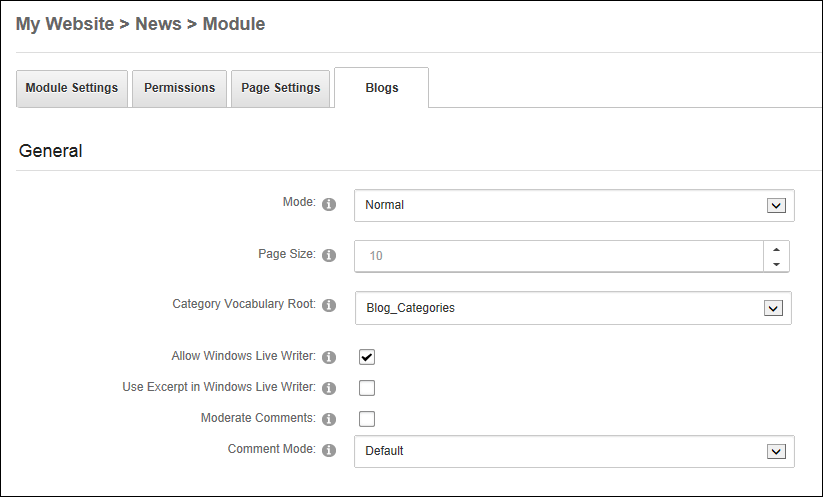 My Website > News > Module
Module Settings Permissions Page Settings Blogs
General
Mode: Normal
Page Size: 10
Category Vocabulary Root: Blog_Categories
Allow Windows Live Writer:
Use Excerpt in Windows Live Writer:
Moderate Comments:
Comment Mode: Default